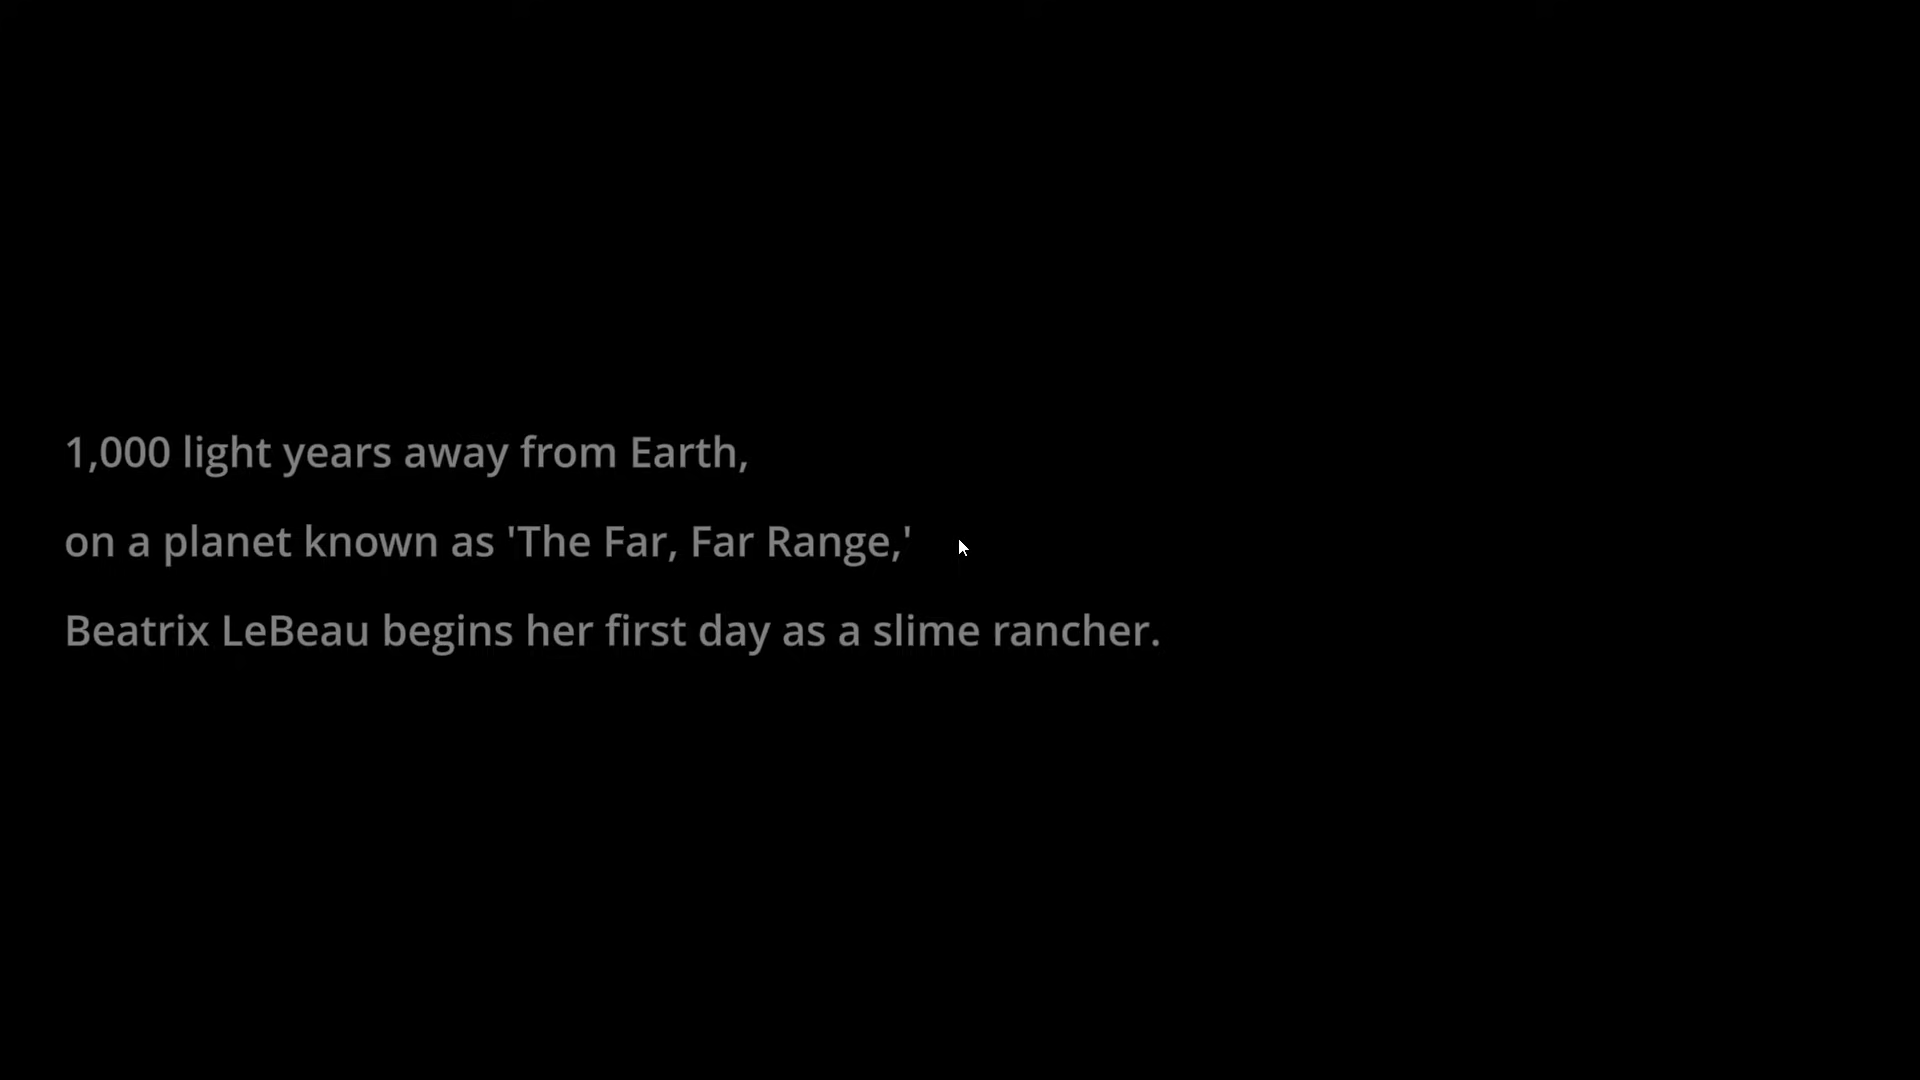 1,000 light years away from Earth,
on a planet known as 'The Far, Far Range,'
Beatrix LeBeau begins her first day as a slime rancher.